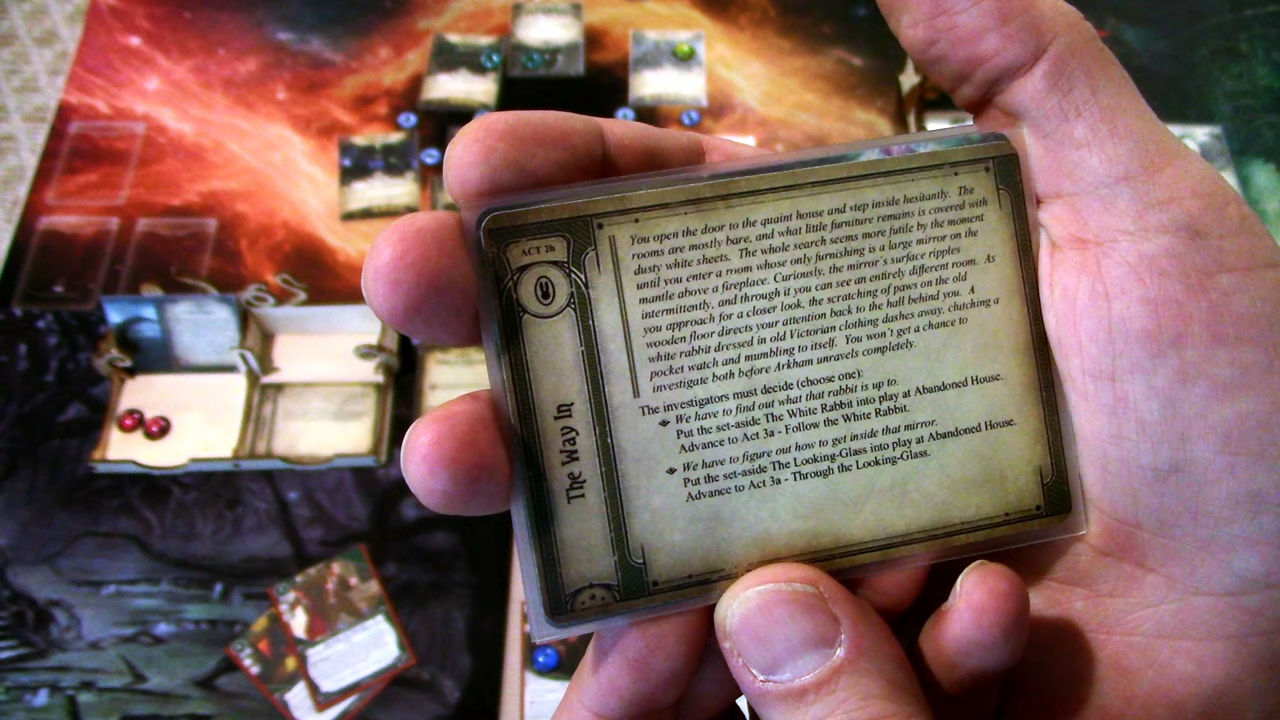 ACT 2b
The Way In
You open the door to the quaint house and step inside hesitantly. The
rooms are mostly bare, and what little furniture remains is covered with
dusty white sheets. The whole search seems more futile by the moment
until you enter a room whose only furnishing is a large mirror on the
mantle above a fireplace. Curiously, the mirror's surface ripples
intermittently, and through it you can see an entirely different room. As
you approach for a closer look, the scratching of paws on the old
wooden floor directs your attention back to the hall behind you. A
white rabbit dressed in old Victorian clothing dashes away, clutching a
pocket watch and mumbling to itself. You won't get a chance to
investigate both before Arkham unravels completely.
The investigators must decide (choose one):
We have to find out what that rabbit is up to.
Put the set-aside The White Rabbit into play at Abandoned House.
Advance to Act 3a - Follow the White Rabbit.
We have to figure out how to get inside that mirror.
Put the set-aside The Looking-Glass into play at Abandoned House.
Advance to Act 3a - Through the Looking-Glass.